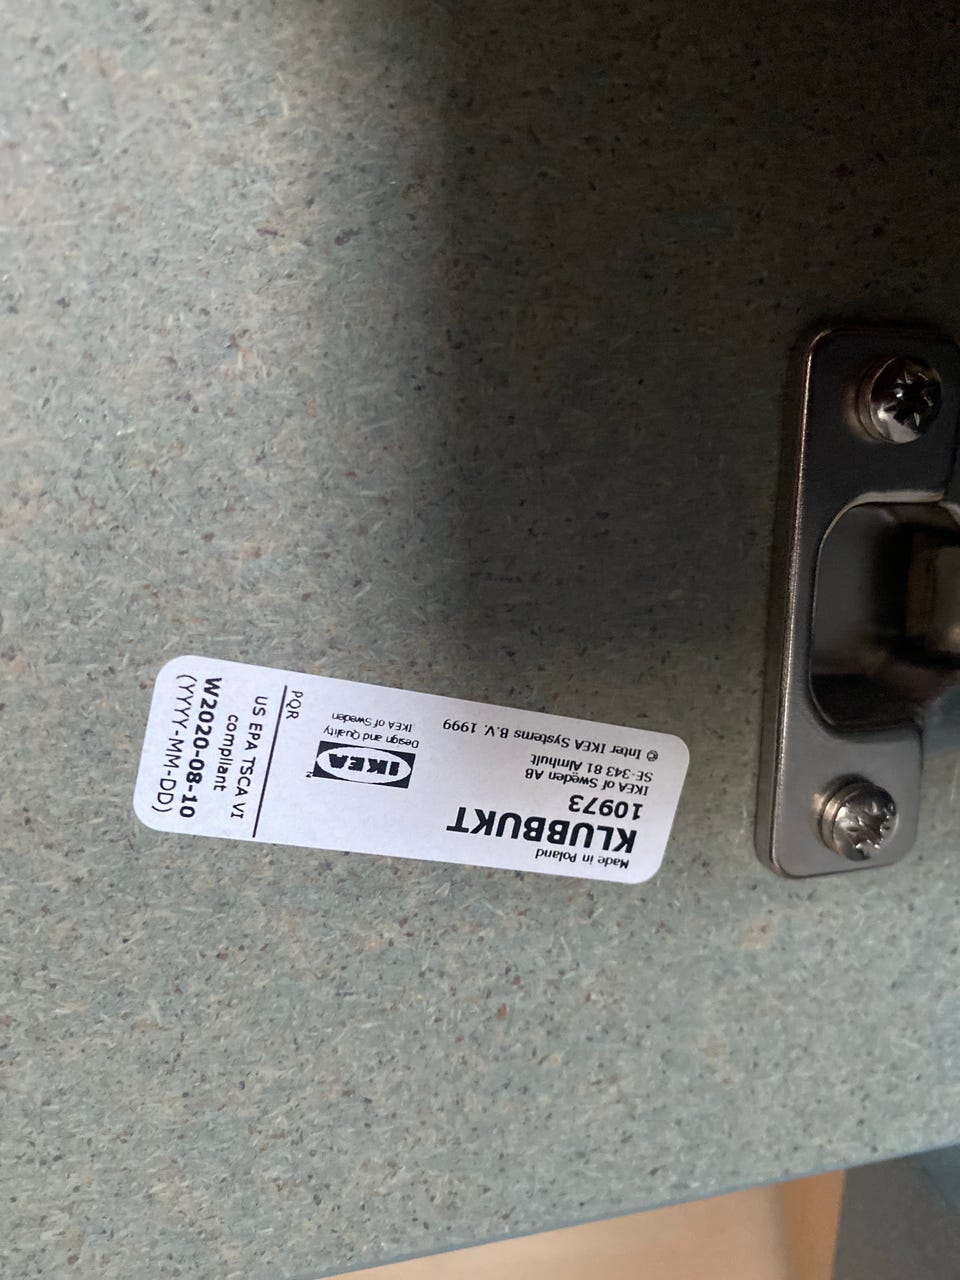 Made in Poland
KLUBBUKT
10973
IKEA of Sweden AB
SE-343 81 Älmhult
© Inter IKEA Systems B.V. 1999
IKEA
Design and Quality
IKEA of Sweden
PQR
US EPA TSCA VI
compliant
W2020-08-10
(YYYY-MM-DD)